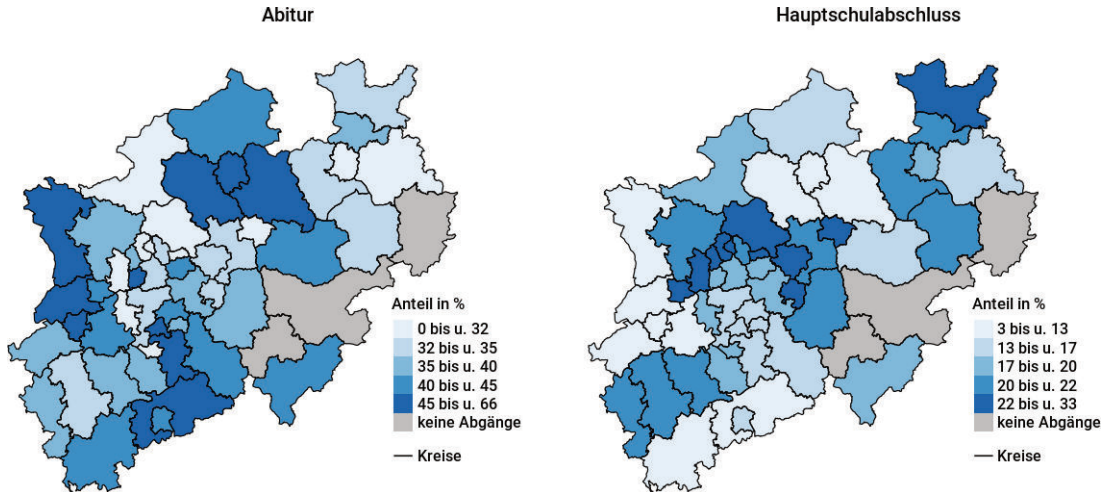 Abitur
Anteil in %
0 bis u. 32
32 bis u. 35
35 bis u. 40
40 bis u. 45
45 bis u. 66
keine Abgänge
Kreise
Hauptschulabschluss
Anteil in %
3 bis u. 13
13 bis u. 17
17 bis u. 20
20 bis u. 22
22 bis u. 33
keine Abgänge
Kreise